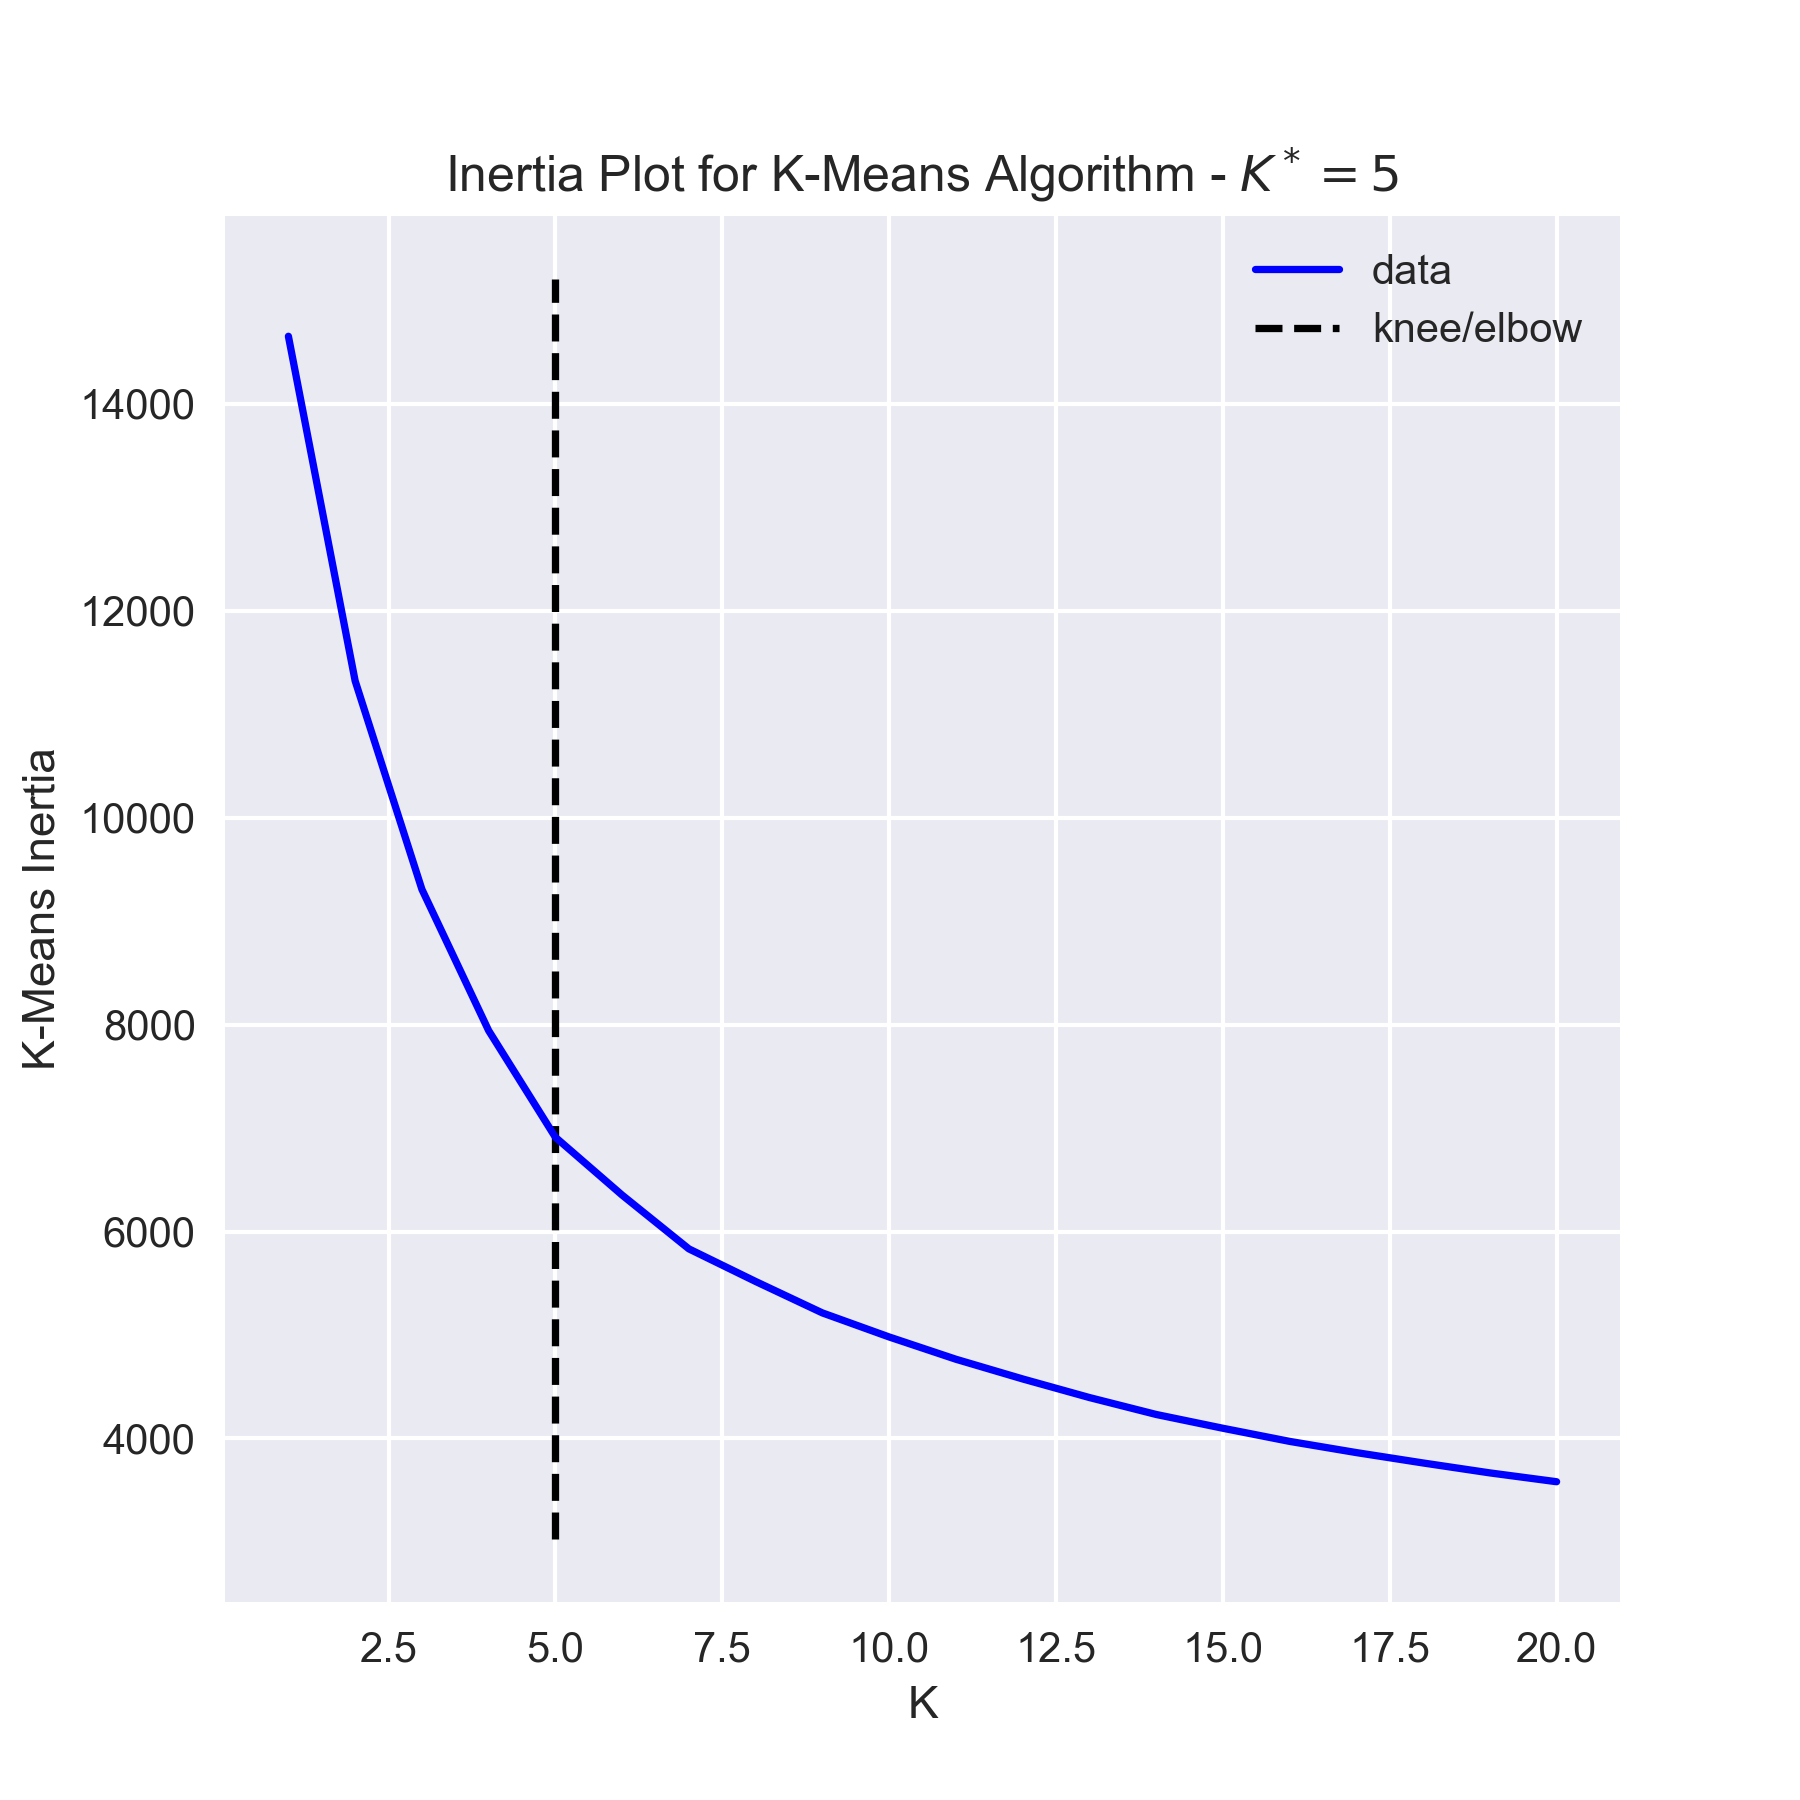 Inertia Plot for K-Means Algorithm - K* = 5
data
knee/elbow
14000
12000
10000
8000
6000
4000
K-Means Inertia
2.5 5.0 7.5 10.0 12.5 15.0 17.5 20.0
K